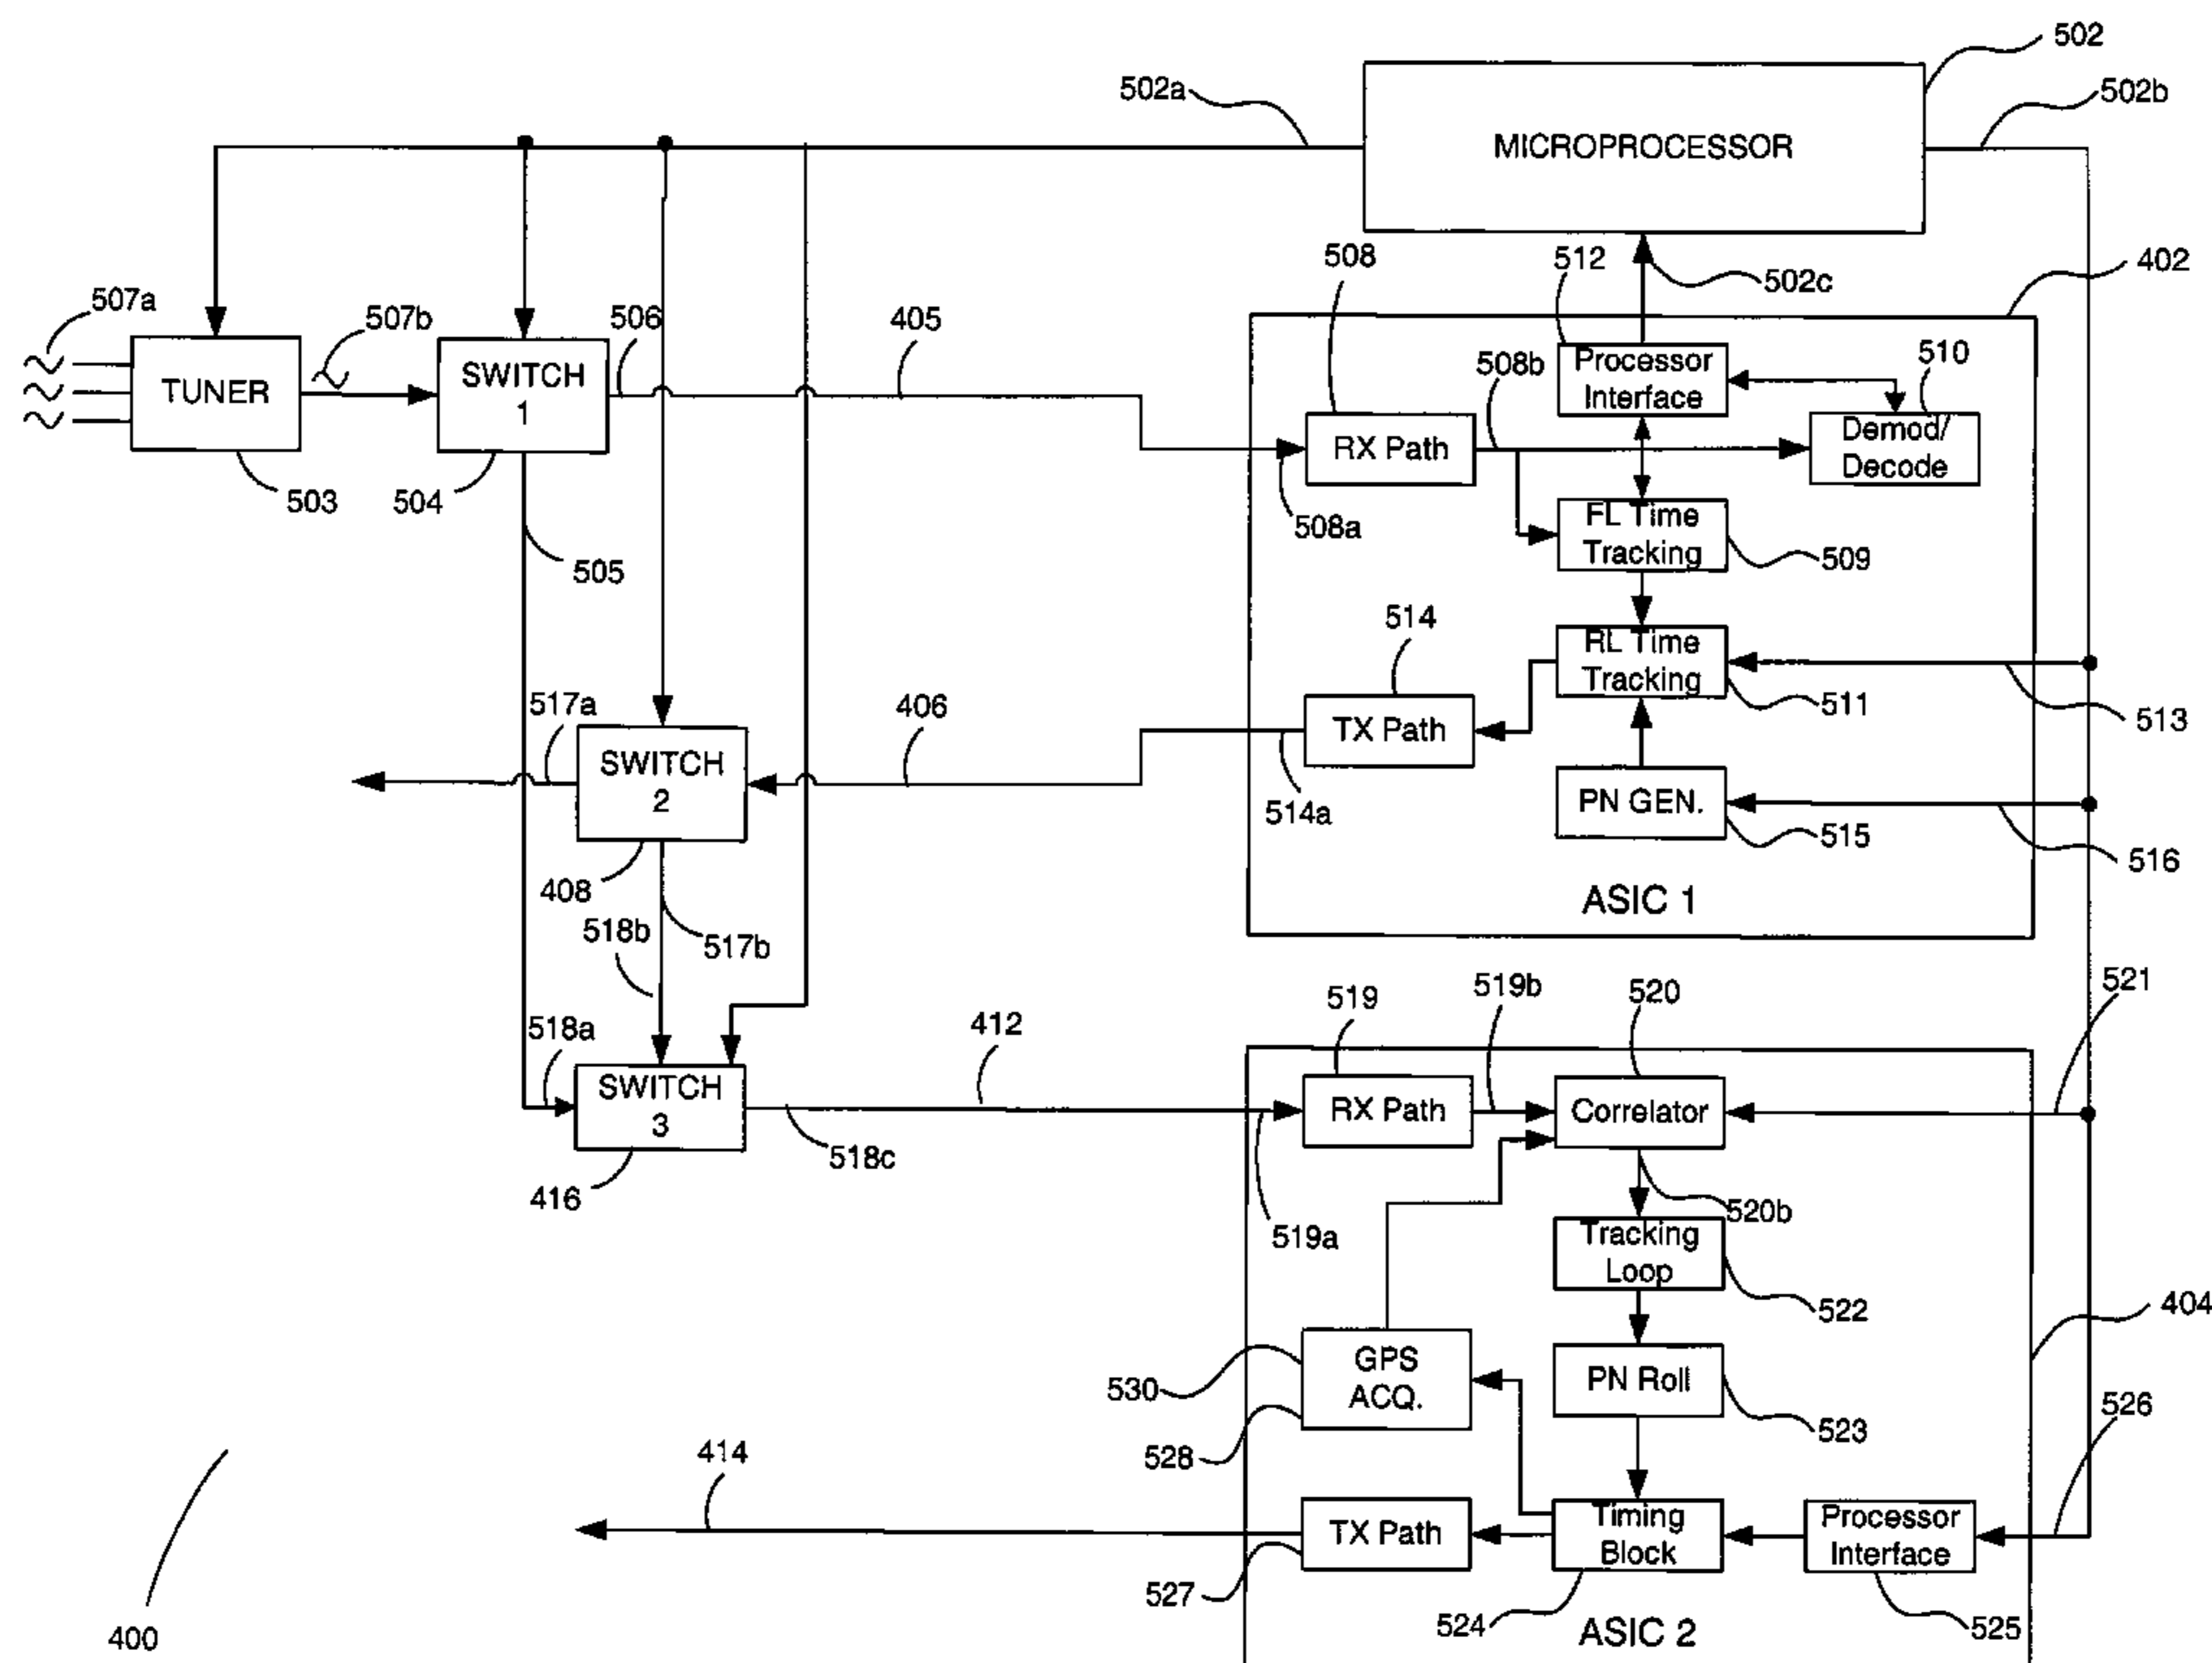 502
502a
502b
MICROPROCESSOR
508
512
402
502c
507a
507b
506
405
510
508b
TUNER
SWITCH
1
Processor
Interface
RX Path
Demod/
Decode
503
504
508a
FL Time
Tracking
509
505
514
RL Time
Tracking
517a
406
511
513
TX Path
SWITCH
2
PN GEN.
514a
515
516
408
ASIC 1
518b
517b
519
519b
520
521
518a
412
SWITCH
3
RX Path
Correlator
518c
416
520b
519a
Tracking
Loop
522
404
530
GPS
ACQ.
PN Roll
526
523
528
414
TX Path
Timing
Block
Processor
Interface
527
524
525
400
ASIC 2